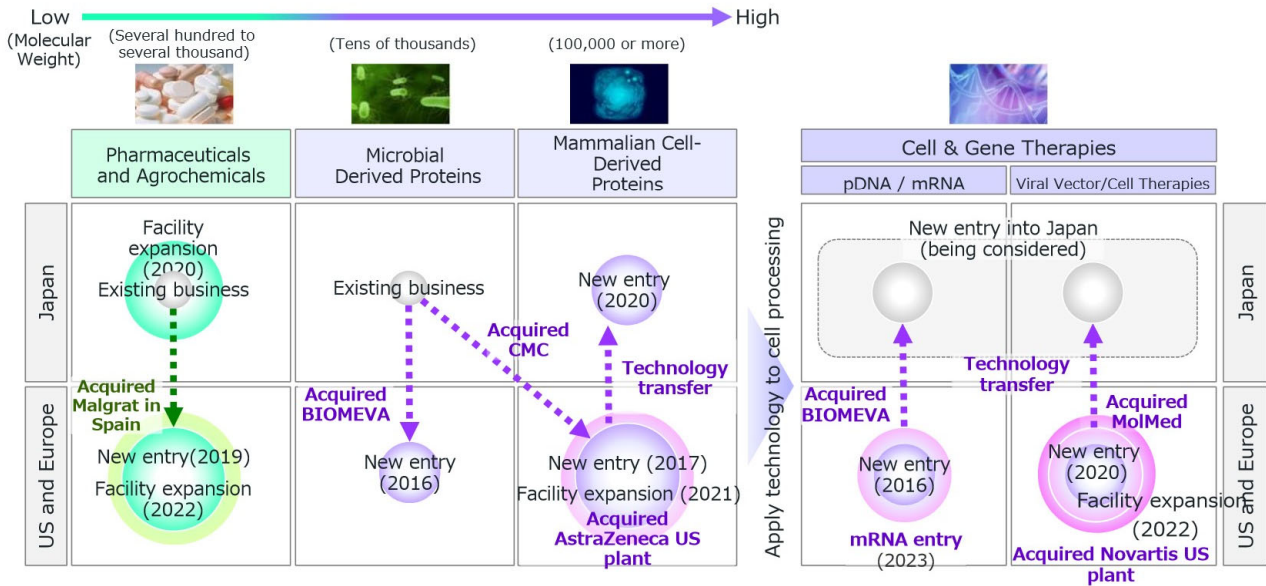 Low
(Molecular
Weight)
High
(Several hundred to
several thousand)
(Tens of thousands)
(100,000 or more)
Pharmaceuticals
and Agrochemicals
Microbial
Derived Proteins
Mammalian Cell-
Derived
Proteins
Cell & Gene Therapies
pDNA / mRNA
Viral Vector/Cell Therapies
Japan
Facility
expansion
(2020)
Existing business
Existing business
New entry
(2020)
Acquired
CMC
Technology
transfer
Acquired
Malgrat in
Spain
Acquired
BIOMEVA
US and Europe
New entry(2019)
Facility expansion
(2022)
New entry
(2016)
New entry (2017)
Facility expansion (2021)
Acquired
AstraZeneca US
plant
Apply technology to cell processing
New entry into Japan
(being considered)
Japan
Technology
transfer
Acquired
BIOMEVA
Acquired
MolMed
New entry
(2016)
mRNA entry
(2023)
New entry
(2020)
Facility expansion
(2022)
Acquired Novartis US
plant
US and Europe